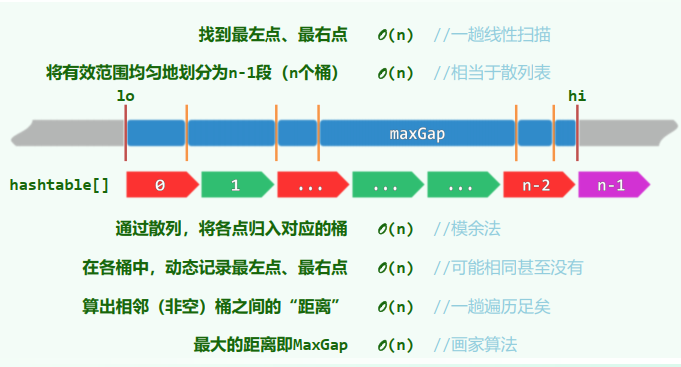 找到最左点、最右点 O(n) //一趟线性扫描
将有效范围均匀地划分为n-1段（n个桶） O(n) //相当于散列表
lo hi
maxGap
hashtable[] 0 1 ... ... ... n-2 n-1
通过散列，将各点归入对应的桶 O(n) //模余法
在各桶中，动态记录最左点、最右点 O(n) //可能相同甚至没有
算出相邻（非空）桶之间的“距离” O(n) //一趟遍历足矣
最大的距离即MaxGap O(n) //画家算法